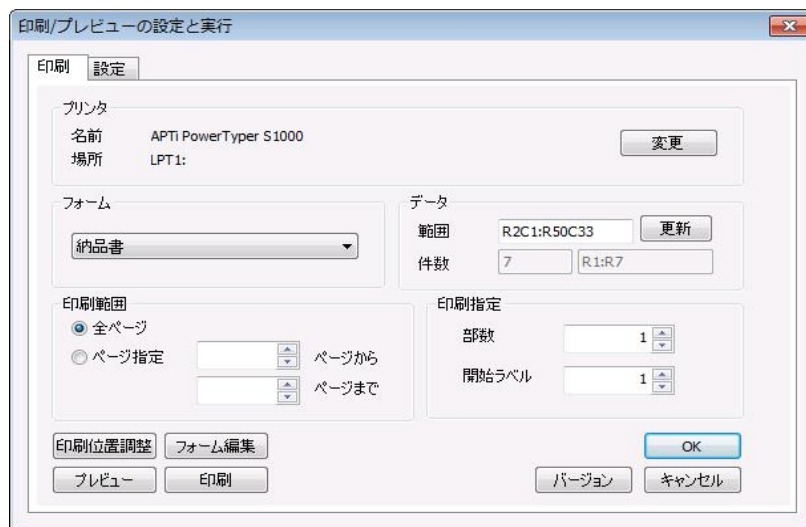 印刷/プレビューの設定と実行
印刷 設定
プリンタ
名前 APTi PowerTyper S1000
場所 LPT1:
変更
フォーム
納品書
データ
範囲 R2C1:R50C33 更新
件数 7 R1:R7
印刷範囲
全ページ
ページ指定 ページから
ページまで
印刷指定
部数 1
開始ラベル 1
印刷位置調整 フォーム編集 OK
プレビュー 印刷 バージョン キャンセル